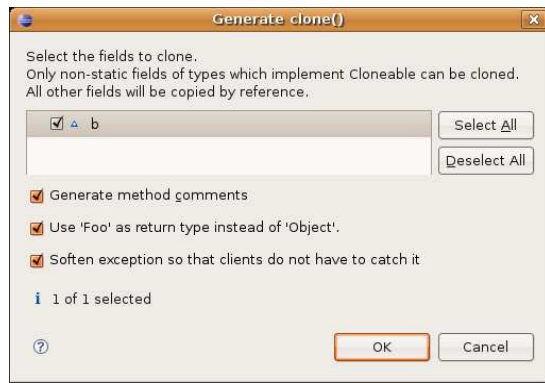 Generate clone()
Select the fields to clone.
Only non-static fields of types which implement Cloneable can be cloned.
All other fields will be copied by reference.
b
Select All
Deselect All
Generate method comments
Use 'Foo' as return type instead of 'Object'.
Soften exception so that clients do not have to catch it
i 1 of 1 selected
?
OK
Cancel